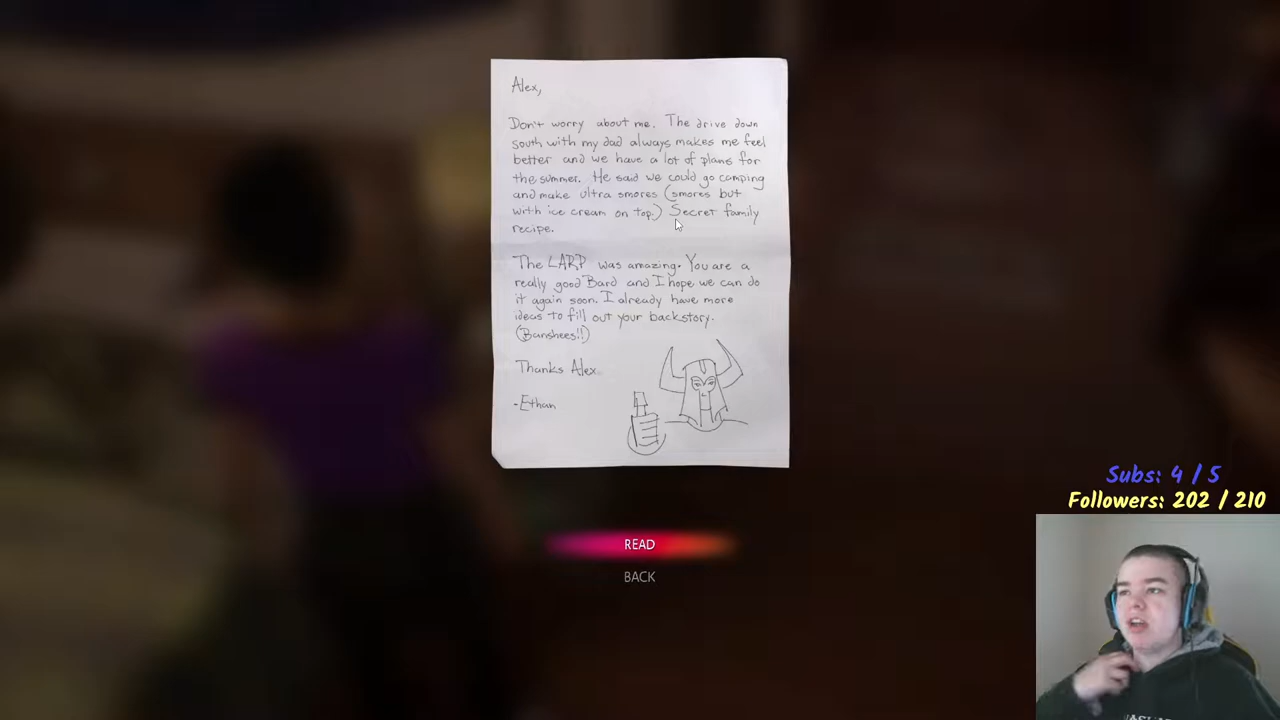 Alex,
Don't worry about me. The drive down
south with my dad always makes me feel
better and we have a lot of plans for
the summer. He said we could go camping
and make ultra smores (smores but
with ice cream on top.) Secret family
recipe.
The LARP was amazing. You are a
really good Bard and I hope we can do
it again soon. I already have more
ideas to fill out your backstory.
(Banshees!!)
Thanks Alex
-Ethan
READ
BACK
Subs: 4 / 5
Followers: 202 / 210